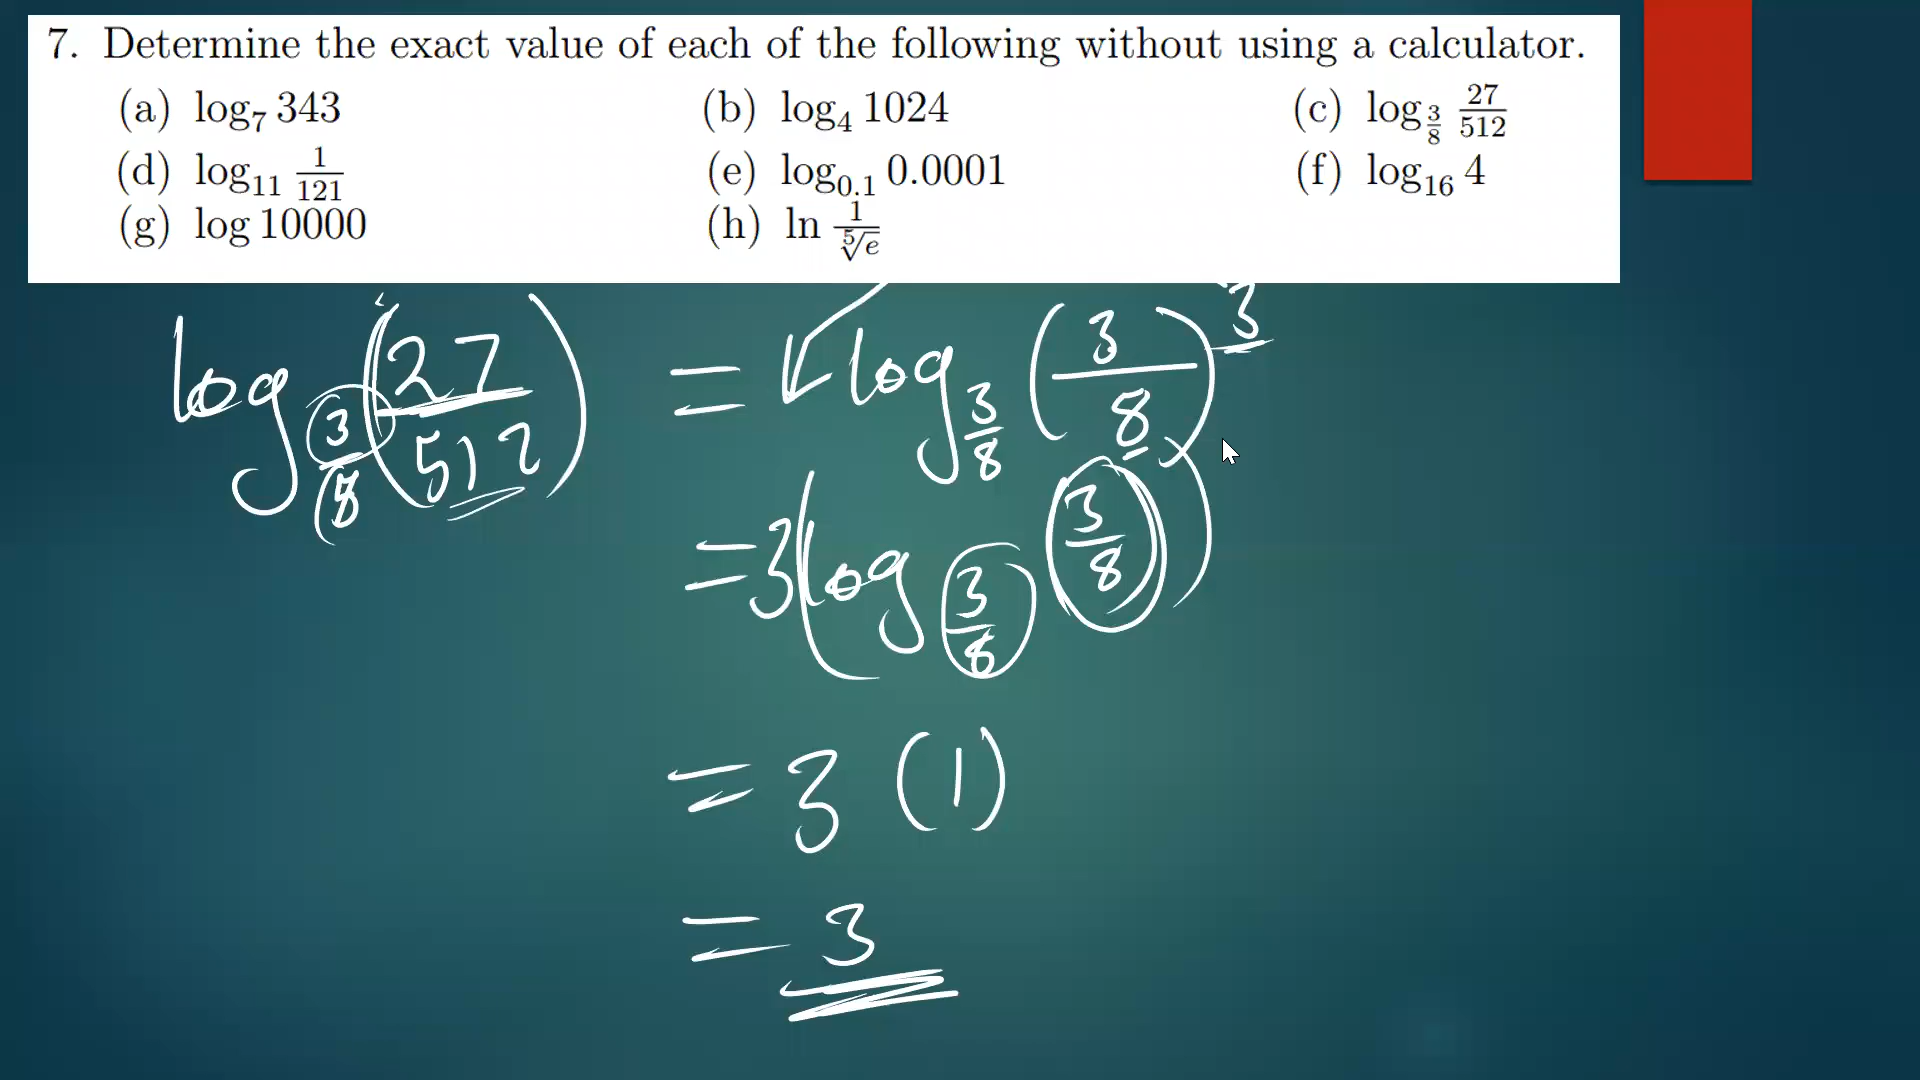 7. Determine the exact value of each of the following without using a calculator.
(a) log₇ 343 (b) log₄ 1024 (c) log_{3/8} 27/512
(d) log₁₁ 1/121 (e) log₀.₁ 0.0001 (f) log₁₆ 4
(g) log 10000 (h) ln 1/⁵√e
log_{3/8} (27/512) = log_{3/8} (3/8)³
= 3 (log_{3/8} (3/8))
= 3 (1)
= 3